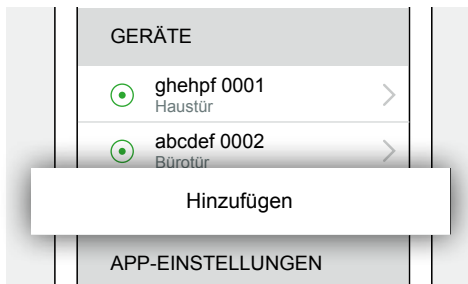 GERÄTE
ghehpf 0001
Haustür
abcdef 0002
Bürotür
Hinzufügen
APP-EINSTELLUNGEN